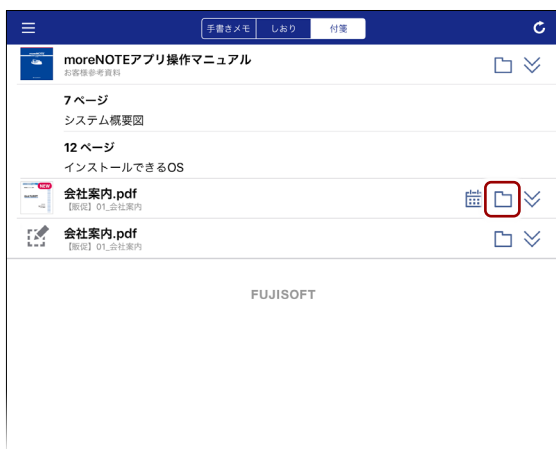 手書きメモ しおり 付箋
moreNOTEアプリ操作マニュアル
お客様参考資料
7 ページ
システム概要図
12 ページ
インストールできるOS
NEW
会社案内.pdf
【販促】01_会社案内
会社案内.pdf
【販促】01_会社案内
FUJISOFT